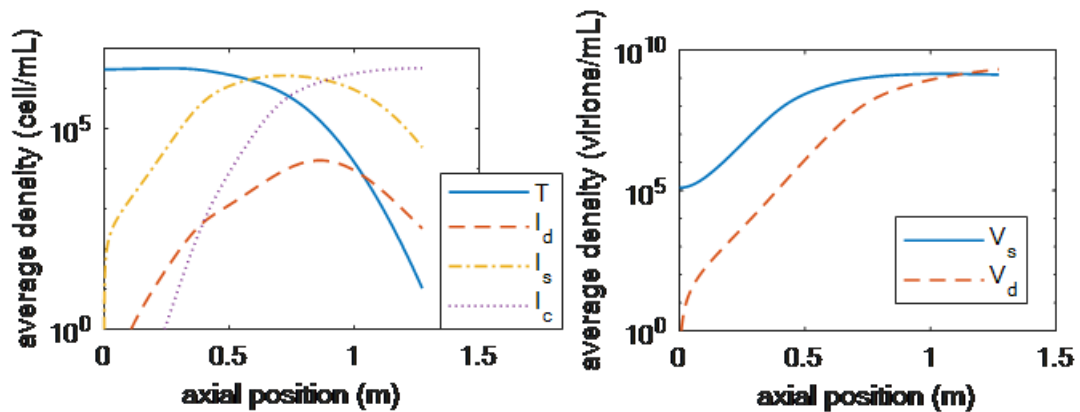 average density (cell/mL)
10^5
10^0
0
0.5
1
1.5
axial position (m)
T
I_d
I_s
I_c
average density (virions/mL)
10^10
10^5
10^0
0
0.5
1
1.5
axial position (m)
V_s
V_d